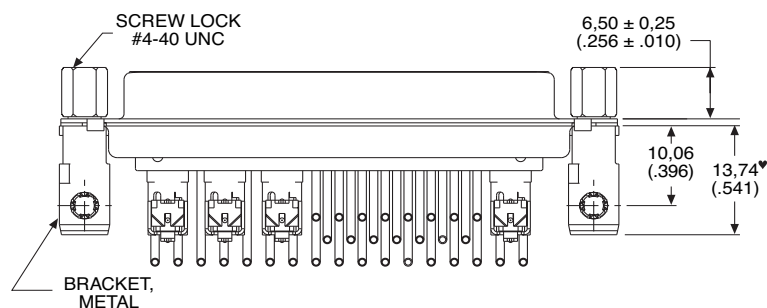 SCREW LOCK
#4-40 UNC
6,50 ± 0,25
(.256 ± .010)
10,06
(.396)
13,74♥
(.541)
BRACKET,
METAL